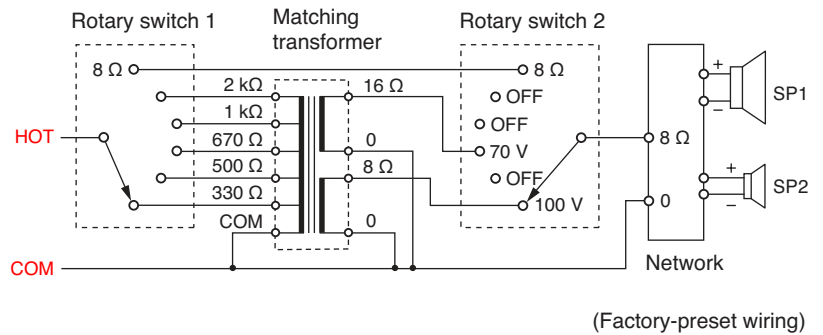 Rotary switch 1
Matching
transformer
Rotary switch 2
8 Ω
8 Ω
2 kΩ
16 Ω
OFF
+
SP1
−
1 kΩ
OFF
HOT
670 Ω
0
70 V
8 Ω
500 Ω
8 Ω
OFF
+
SP2
−
330 Ω
100 V
0
COM
0
COM
Network
(Factory-preset wiring)